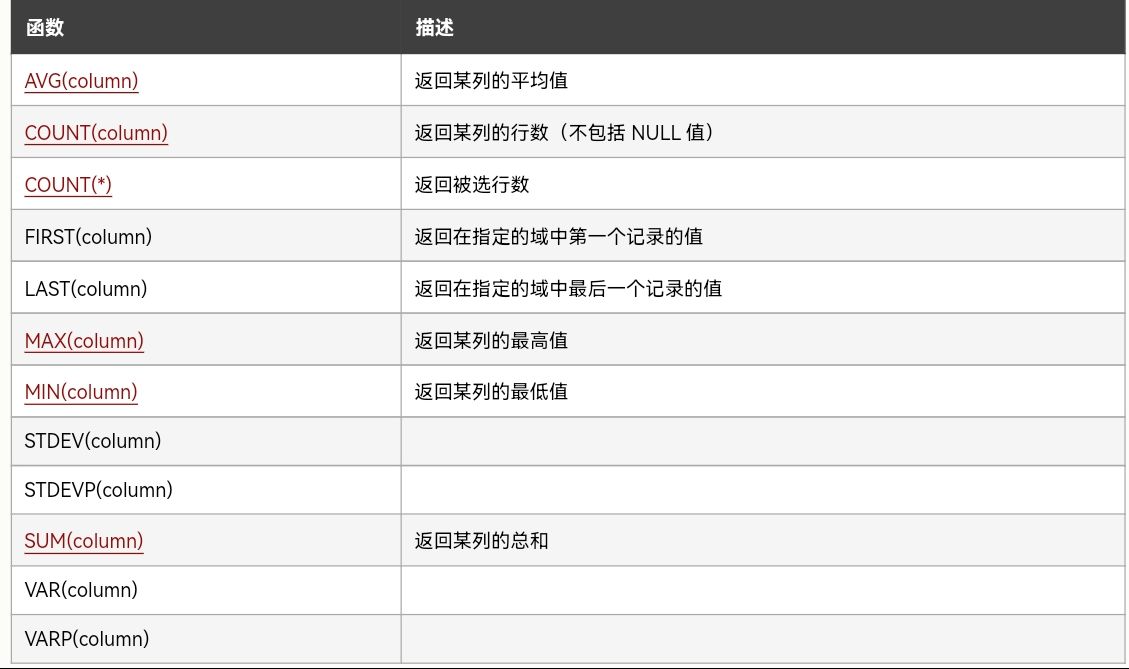 函数 描述
AVG(column) 返回某列的平均值
COUNT(column) 返回某列的行数（不包括 NULL 值）
COUNT(*) 返回被选行数
FIRST(column) 返回在指定的域中第一个记录的值
LAST(column) 返回在指定的域中最后一个记录的值
MAX(column) 返回某列的最高值
MIN(column) 返回某列的最低值
STDEV(column)
STDEVP(column)
SUM(column) 返回某列的总和
VAR(column)
VARP(column)